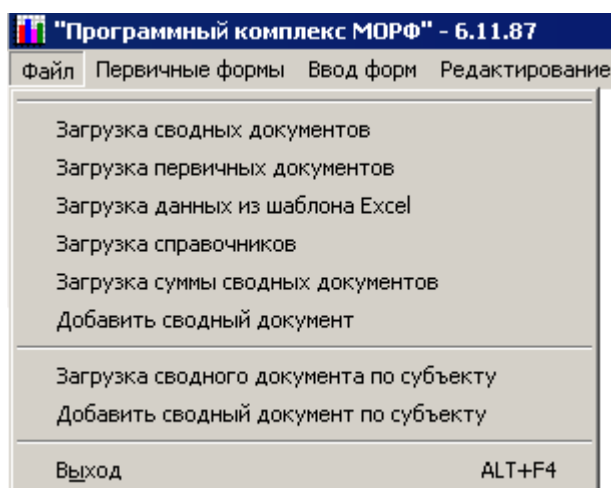 "Программный комплекс МОРФ" - 6.11.87
Файл Первичные формы Ввод форм Редактирование
Загрузка сводных документов
Загрузка первичных документов
Загрузка данных из шаблона Excel
Загрузка справочников
Загрузка суммы сводных документов
Добавить сводный документ
Загрузка сводного документа по субъекту
Добавить сводный документ по субъекту
Выход ALT+F4